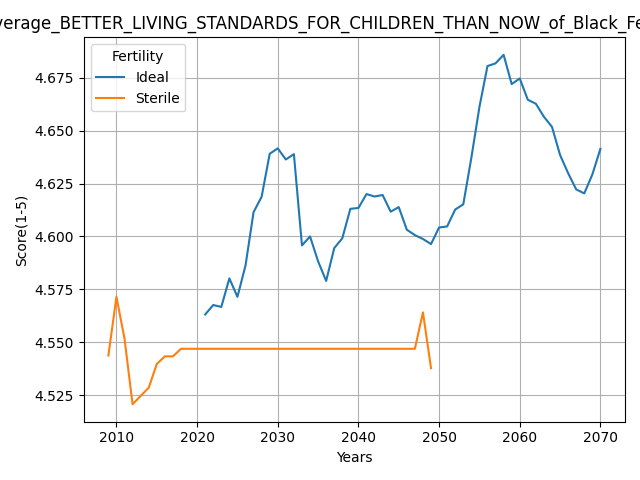 verage_BETTER_LIVING_STANDARDS_FOR_CHILDREN_THAN_NOW_of_Black_Fe
Fertility
Ideal
Sterile
4.675
4.650
4.625
4.600
4.575
4.550
4.525
Score(1-5)
2010 2020 2030 2040 2050 2060 2070
Years